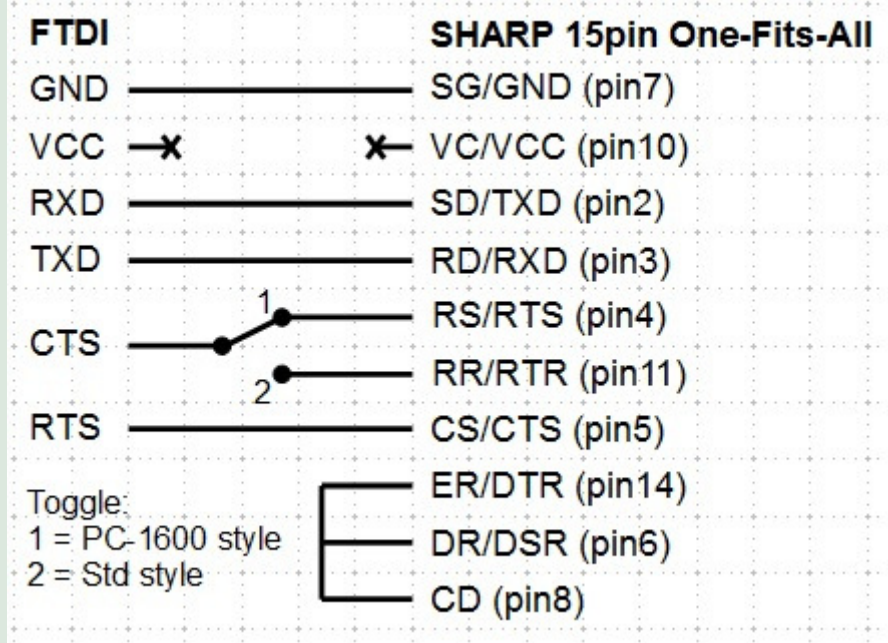 FTDI SHARP 15pin One-Fits-All
GND SG/GND (pin7)
VCC VC/VCC (pin10)
RXD SD/TXD (pin2)
TXD RD/RXD (pin3)
1 RS/RTS (pin4)
CTS
2 RR/RTR (pin11)
RTS CS/CTS (pin5)
ER/DTR (pin14)
Toggle:
1 = PC-1600 style DR/DSR (pin6)
2 = Std style
CD (pin8)